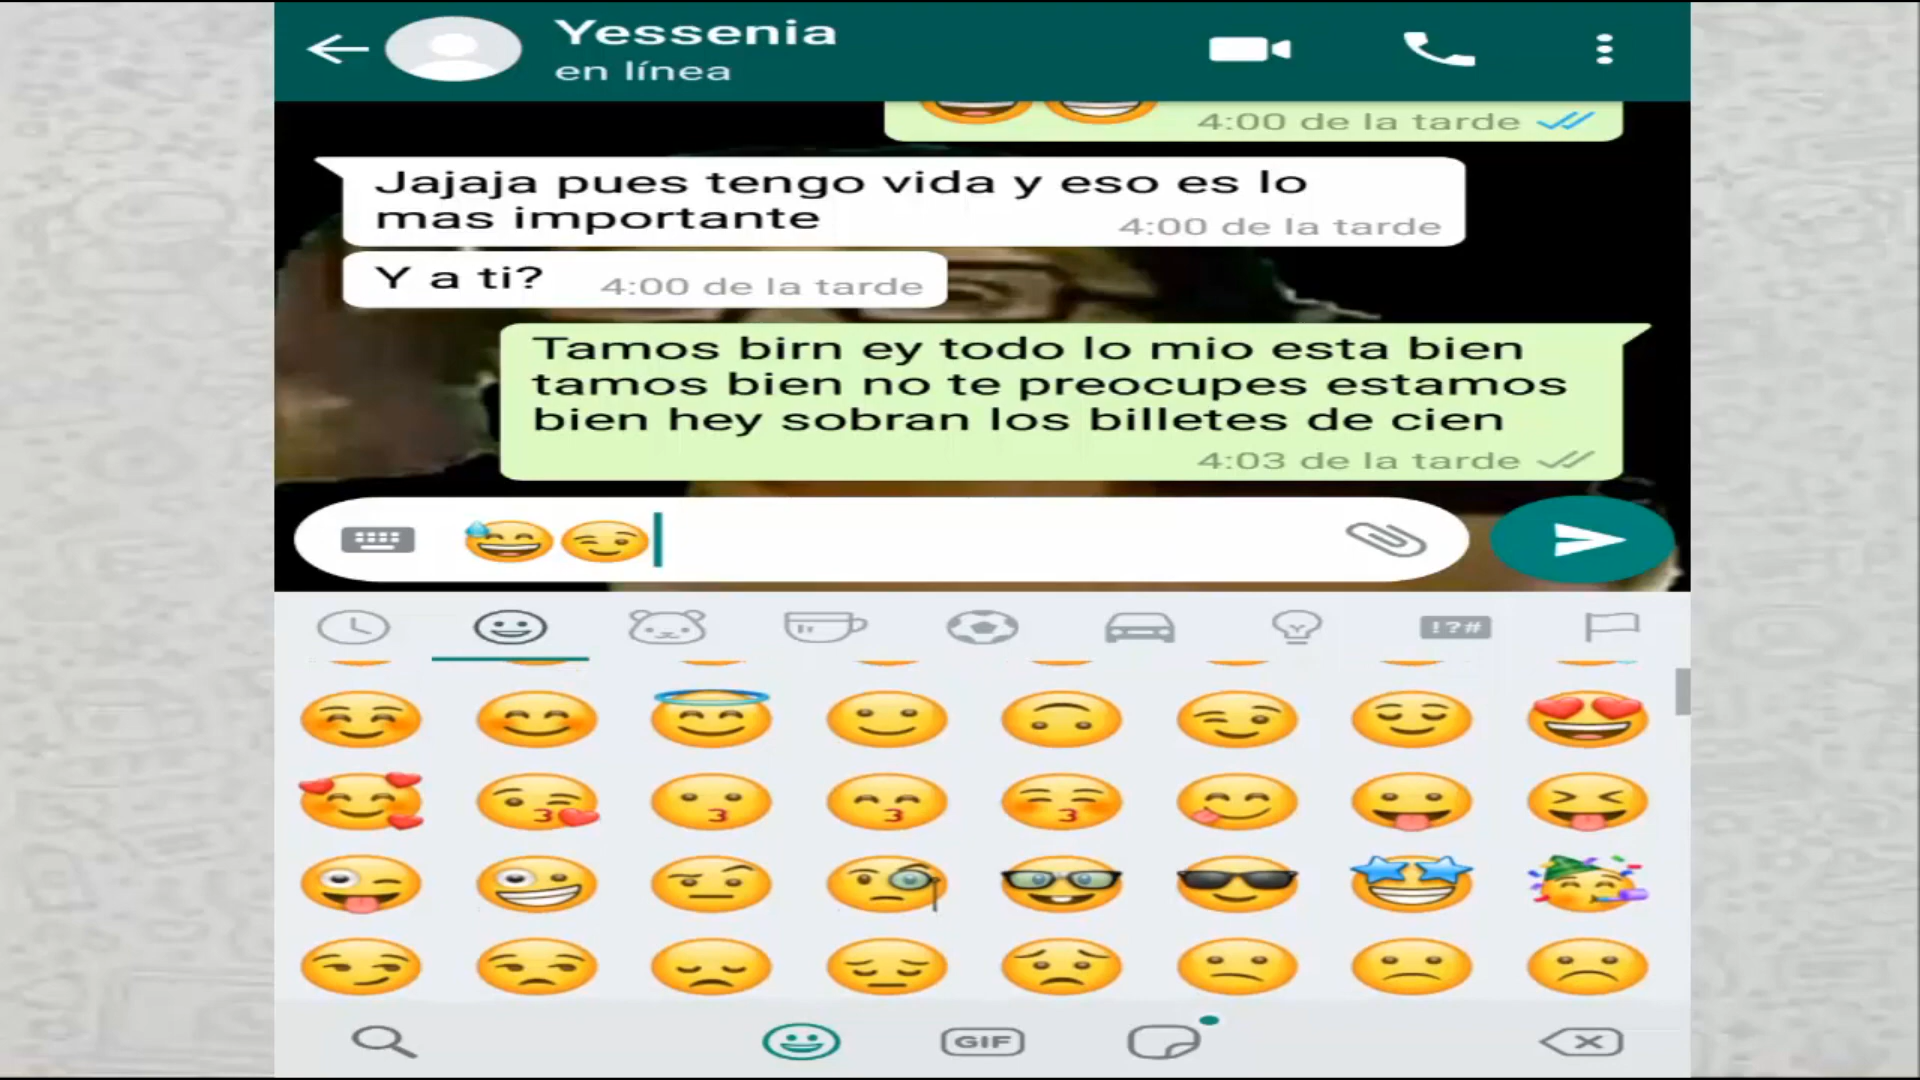 Yessenia
en línea
4:00 de la tarde
Jajaja pues tengo vida y eso es lo
mas importante
4:00 de la tarde
Y a ti?
4:00 de la tarde
Tamos birn ey todo lo mio esta bien
tamos bien no te preocupes estamos
bien hey sobran los billetes de cien
4:03 de la tarde
!?#
GIF